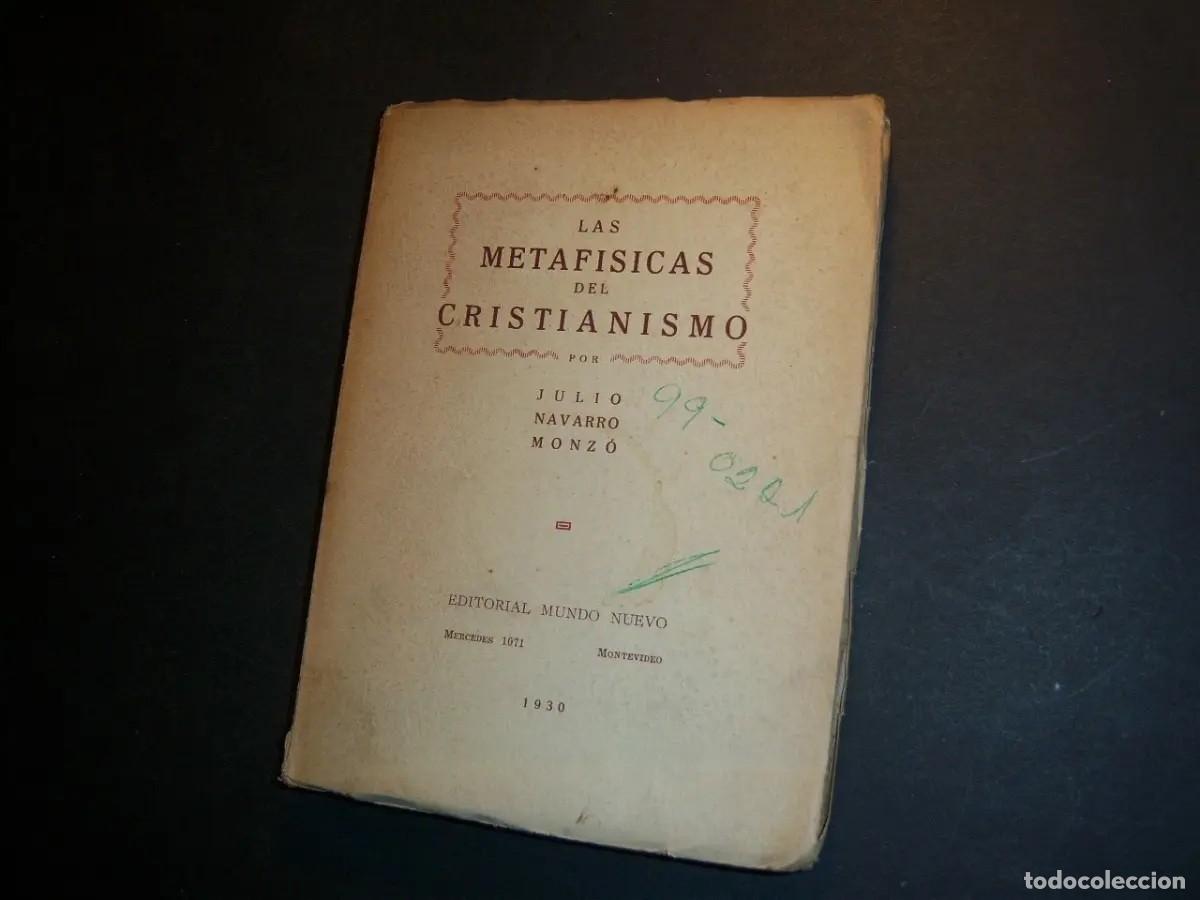 LAS
METAFISICAS
DEL
CRISTIANISMO
POR
JULIO
NAVARRO
MONZÓ
99-
0221
EDITORIAL MUNDO NUEVO
MERCEDES 1071 MONTEVIDEO
1930
todocoleccion